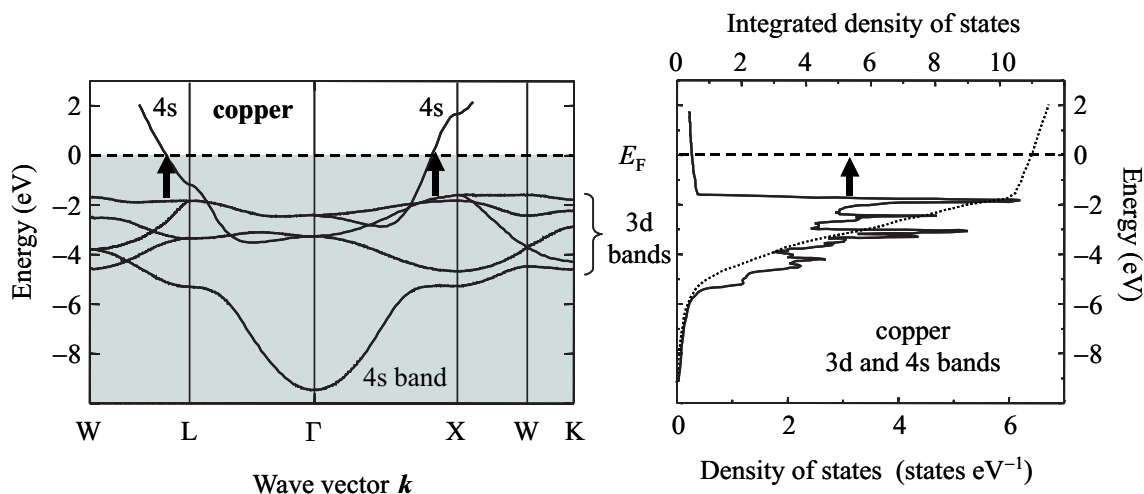 copper
4s
4s
2
0
−2
−4
−6
−8
Energy (eV)
3d
bands
4s band
W
L
Γ
X
W
K
Wave vector k
Integrated density of states
0
2
4
6
8
10
E_F
2
0
−2
−4
−6
−8
Energy (eV)
copper
3d and 4s bands
0
2
4
6
Density of states (states eV⁻¹)